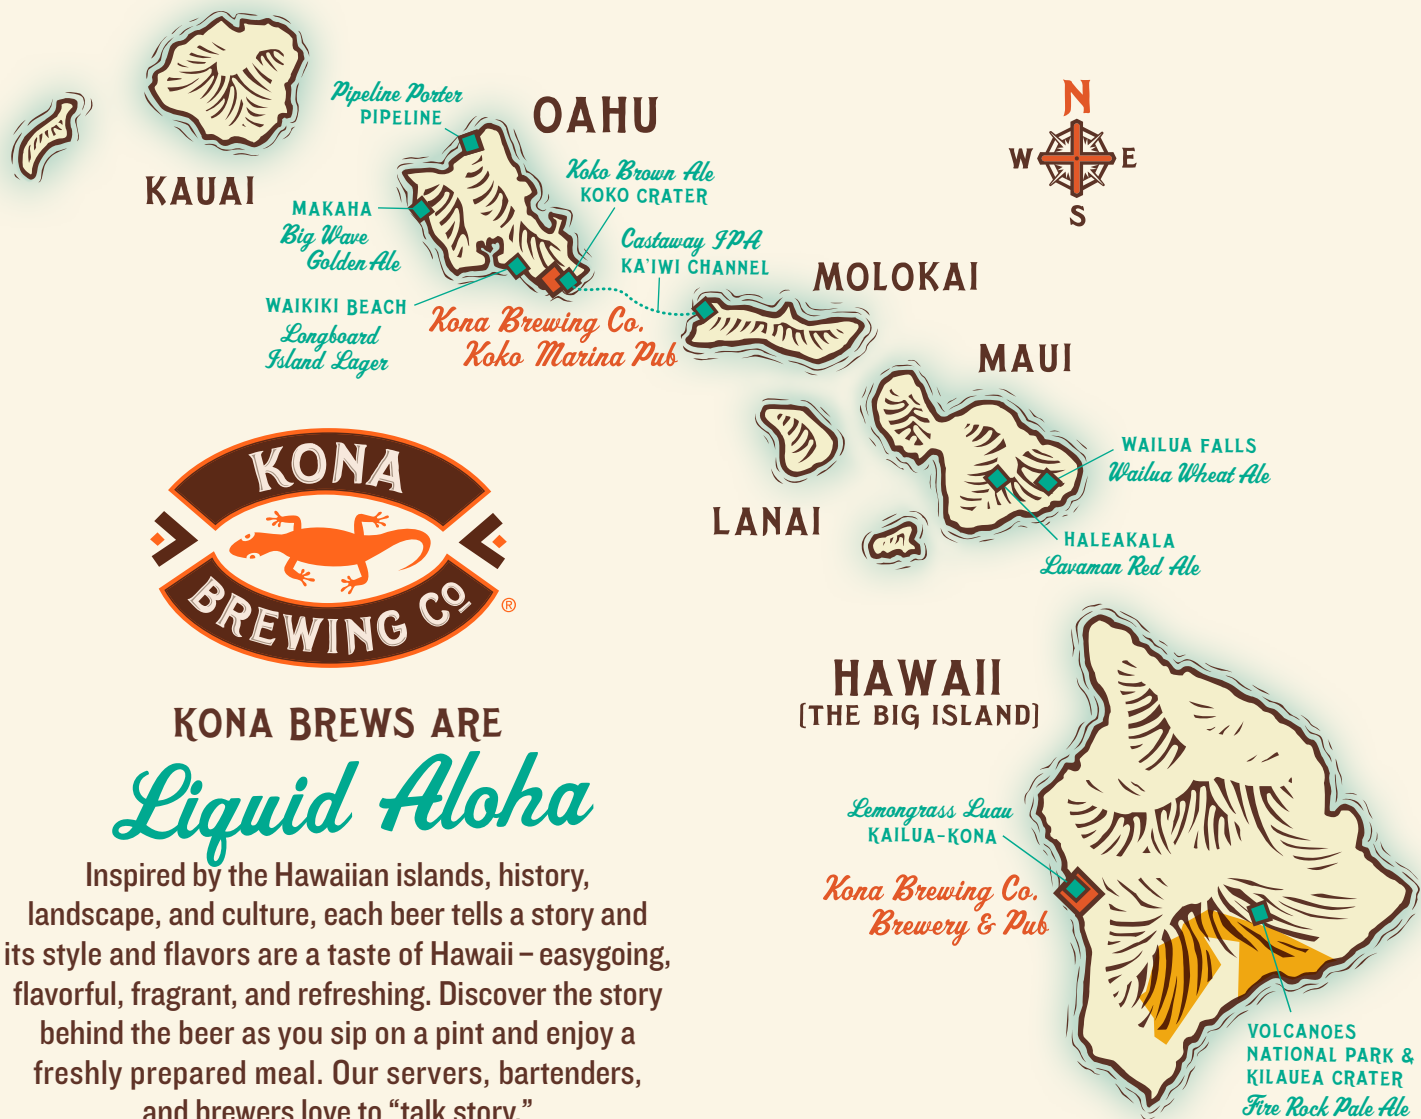 KAUAI
Pipeline Porter
PIPELINE
OAHU
Koko Brown Ale
KOKO CRATER
MAKAHA
Big Wave
Golden Ale
Castaway IPA
KA'IWI CHANNEL
WAIKIKI BEACH
Longboard
Island Lager
Kona Brewing Co.
Koko Marina Pub
N
W
E
S
MOLOKAI
MAUI
LANAI
WAILUA FALLS
Wailua Wheat Ale
HALEAKALA
Lavaman Red Ale
KONA
BREWING Co
®
HAWAII
(THE BIG ISLAND)
Lemongrass Luau
KAILUA-KONA
Kona Brewing Co.
Brewery & Pub
VOLCANOES
NATIONAL PARK &
KILAUEA CRATER
Fire Rock Pale Ale
KONA BREWS ARE
Liquid Aloha
Inspired by the Hawaiian islands, history,
landscape, and culture, each beer tells a story and
its style and flavors are a taste of Hawaii – easygoing,
flavorful, fragrant, and refreshing. Discover the story
behind the beer as you sip on a pint and enjoy a
freshly prepared meal. Our servers, bartenders,
and brewers love to “talk story.”